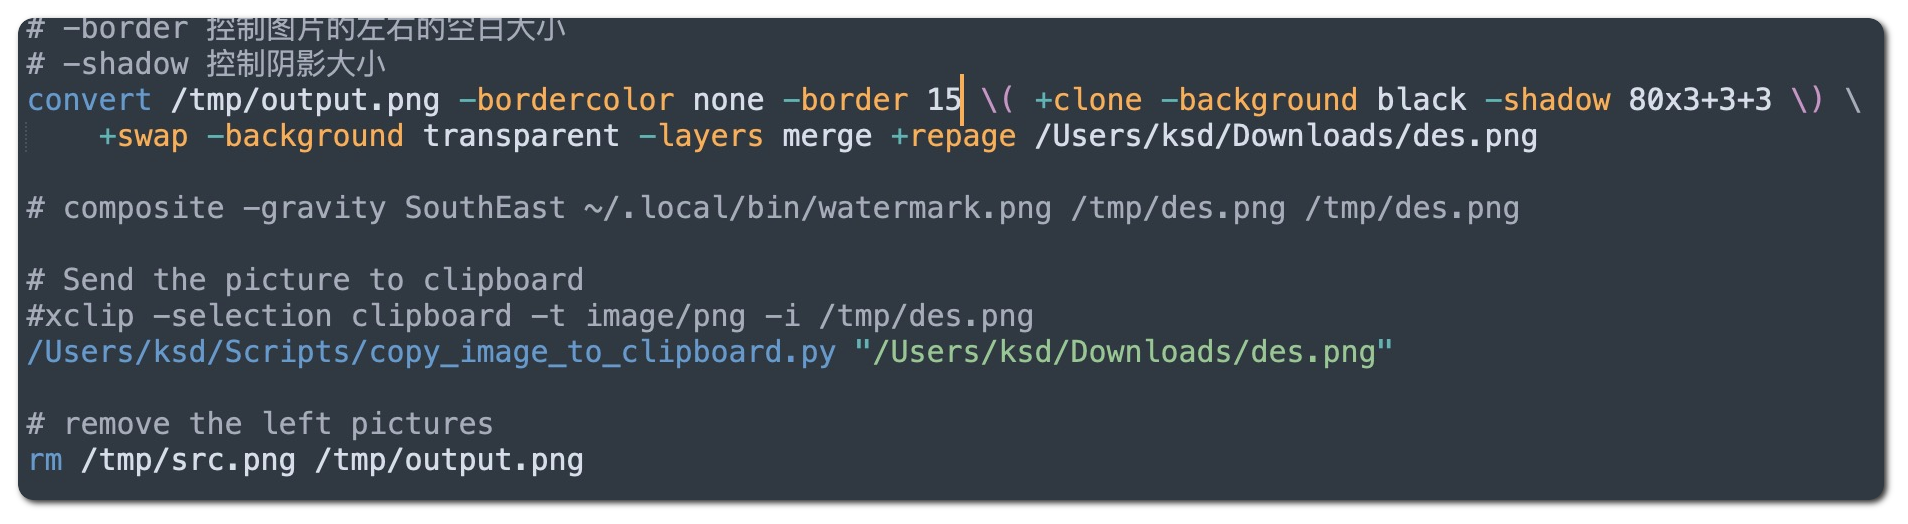 # -border 控制图片的左右的空白大小
# -shadow 控制阴影大小
convert /tmp/output.png -bordercolor none -border 15 \( +clone -background black -shadow 80x3+3+3 \) \
    +swap -background transparent -layers merge +repage /Users/ksd/Downloads/des.png

# composite -gravity SouthEast ~/.local/bin/watermark.png /tmp/des.png /tmp/des.png

# Send the picture to clipboard
#xclip -selection clipboard -t image/png -i /tmp/des.png
/Users/ksd/Scripts/copy_image_to_clipboard.py "/Users/ksd/Downloads/des.png"

# remove the left pictures
rm /tmp/src.png /tmp/output.png